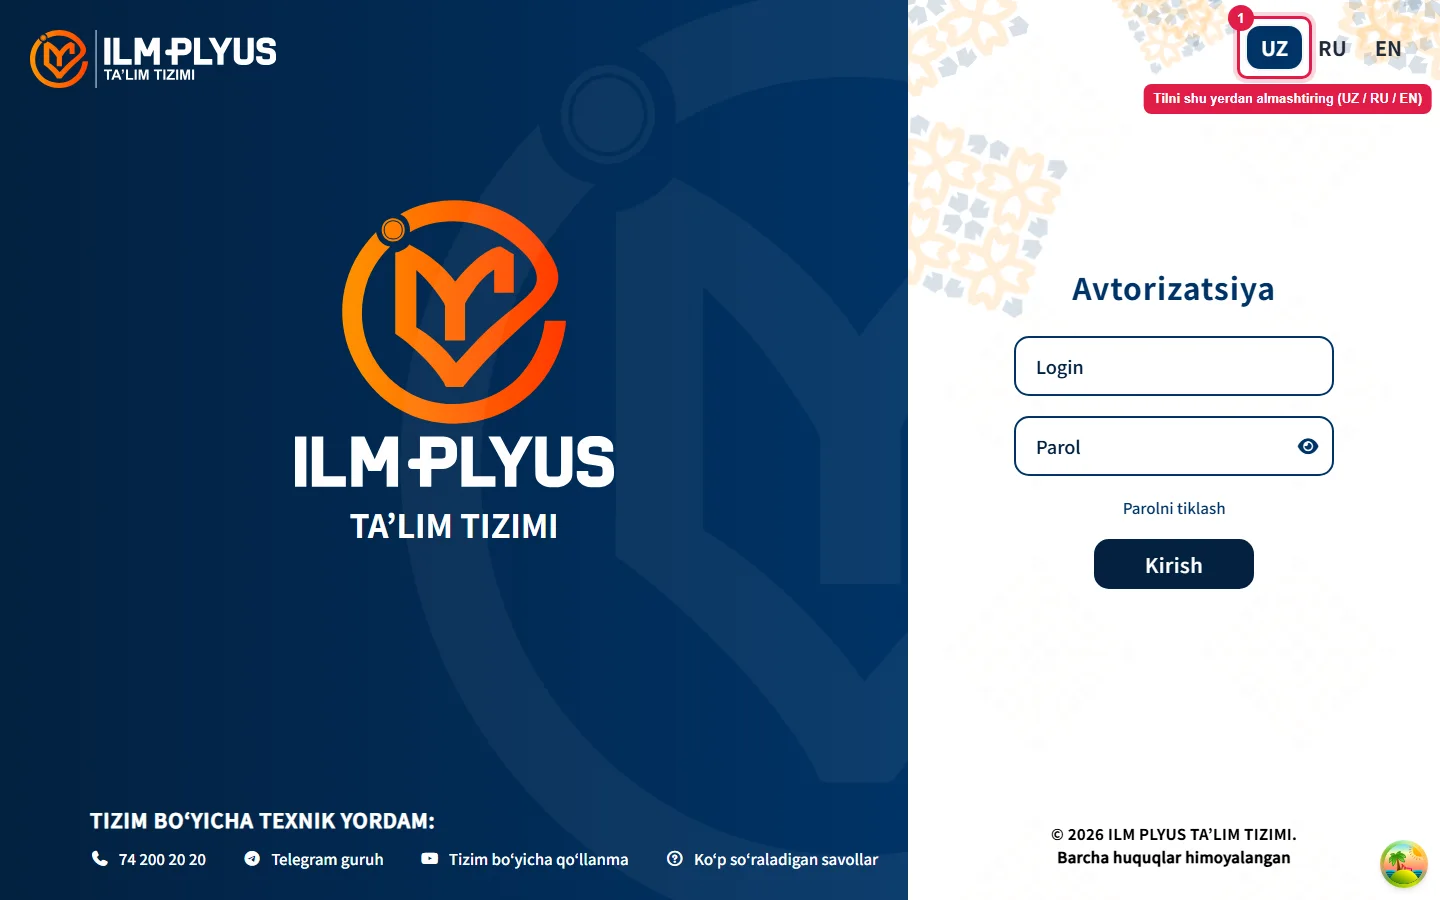 ILM PLYUS
TA’LIM TIZIMI
1
UZ RU EN
Tilni shu yerdan almashtiring (UZ / RU / EN)
ILM PLYUS
TA’LIM TIZIMI
Avtorizatsiya
Login
Parol
Parolni tiklash
Kirish
TIZIM BO‘YICHA TEXNIK YORDAM:
74 200 20 20 Telegram guruh Tizim bo‘yicha qo‘llanma Ko‘p so‘raladigan savollar
© 2026 ILM PLYUS TA’LIM TIZIMI.
Barcha huquqlar himoyalangan